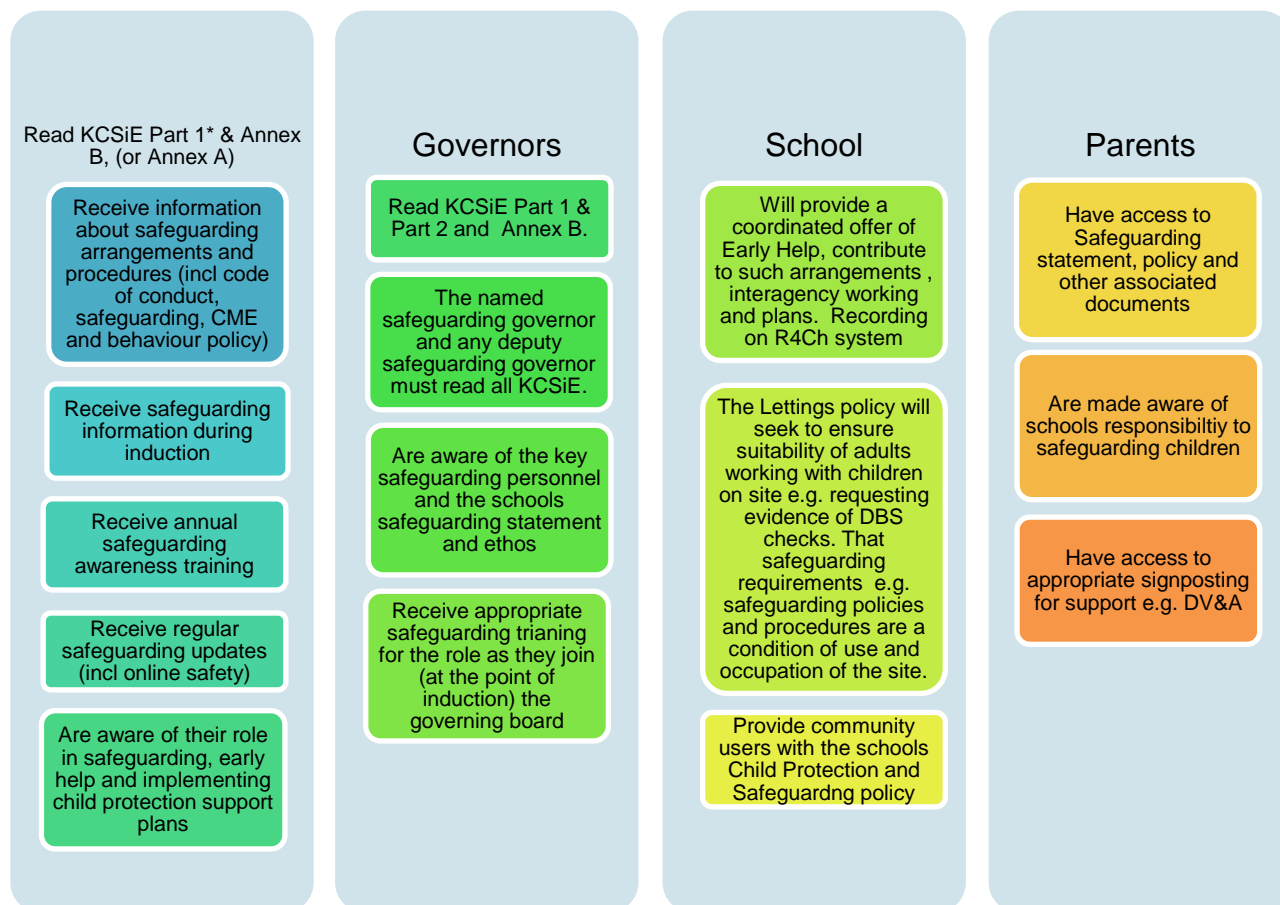 Read KCSiE Part 1* & Annex
B, (or Annex A)
Receive information
about safeguarding
arrangements and
procedures (incl code
of conduct,
safeguarding, CME
and behaviour policy)
Receive safeguarding
information during
induction
Receive annual
safeguarding
awareness training
Receive regular
safeguarding updates
(incl online safety)
Are aware of their role
in safeguarding, early
help and implementing
child protection support
plans
Governors
Read KCSiE Part 1 &
Part 2 and Annex B.
The named
safeguarding governor
and any deputy
safeguarding governor
must read all KCSiE.
Are aware of the key
safeguarding personnel
and the schools
safeguarding statement
and ethos
Receive appropriate
safeguarding trianing
for the role as they join
(at the point of
induction) the
governing board
School
Will provide a
coordinated offer of
Early Help, contribute
to such arrangements ,
interagency working
and plans. Recording
on R4Ch system
The Lettings policy will
seek to ensure
suitability of adults
working with children
on site e.g. requesting
evidence of DBS
checks. That
safeguarding
requirements e.g.
safeguarding policies
and procedures are a
condition of use and
occupation of the site.
Provide community
users with the schools
Child Protection and
Safeguardng policy
Parents
Have access to
Safeguarding
statement, policy and
other associated
documents
Are made aware of
schools responsibiltiy to
safeguarding children
Have access to
appropriate signposting
for support e.g. DV&A